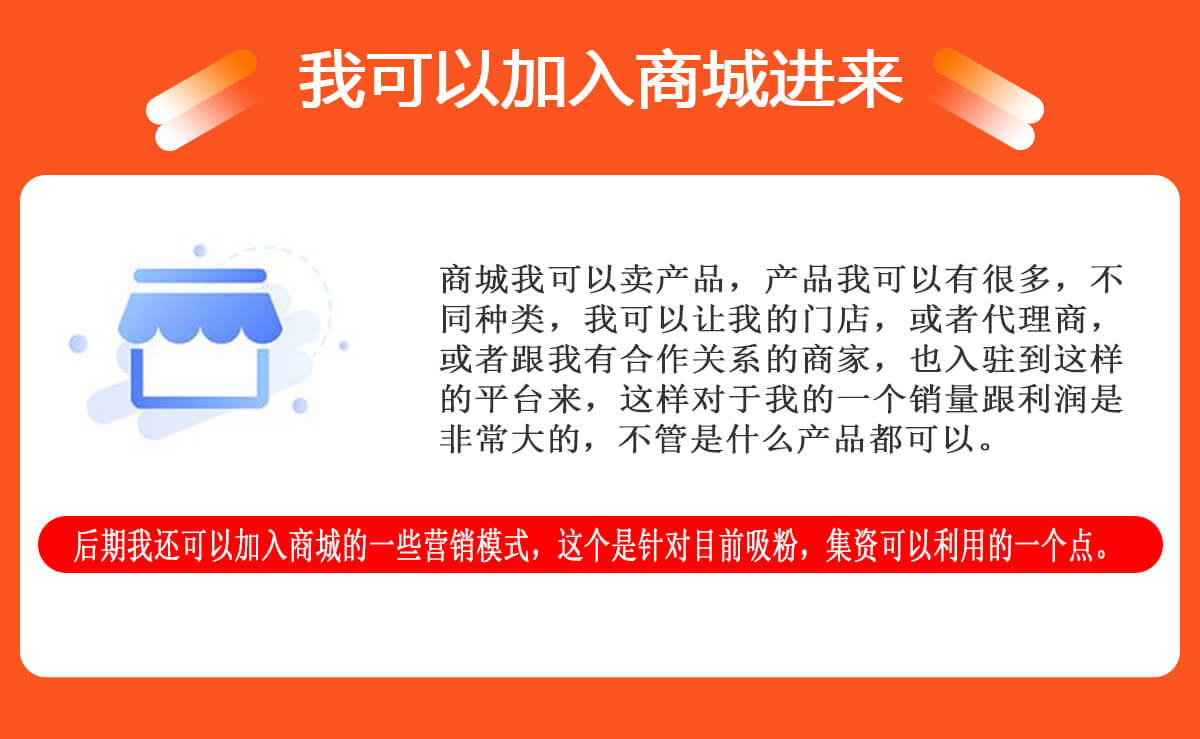 我可以加入商城进来
商城我可以卖产品，产品我可以有很多，不
同种类，我可以让我的门店，或者代理商，
或者跟我有合作关系的商家，也入驻到这样
的平台来，这样对于我的一个销量跟利润是
非常大的，不管是什么产品都可以。
后期我还可以加入商城的一些营销模式，这个是针对目前吸粉，集资可以利用的一个点。